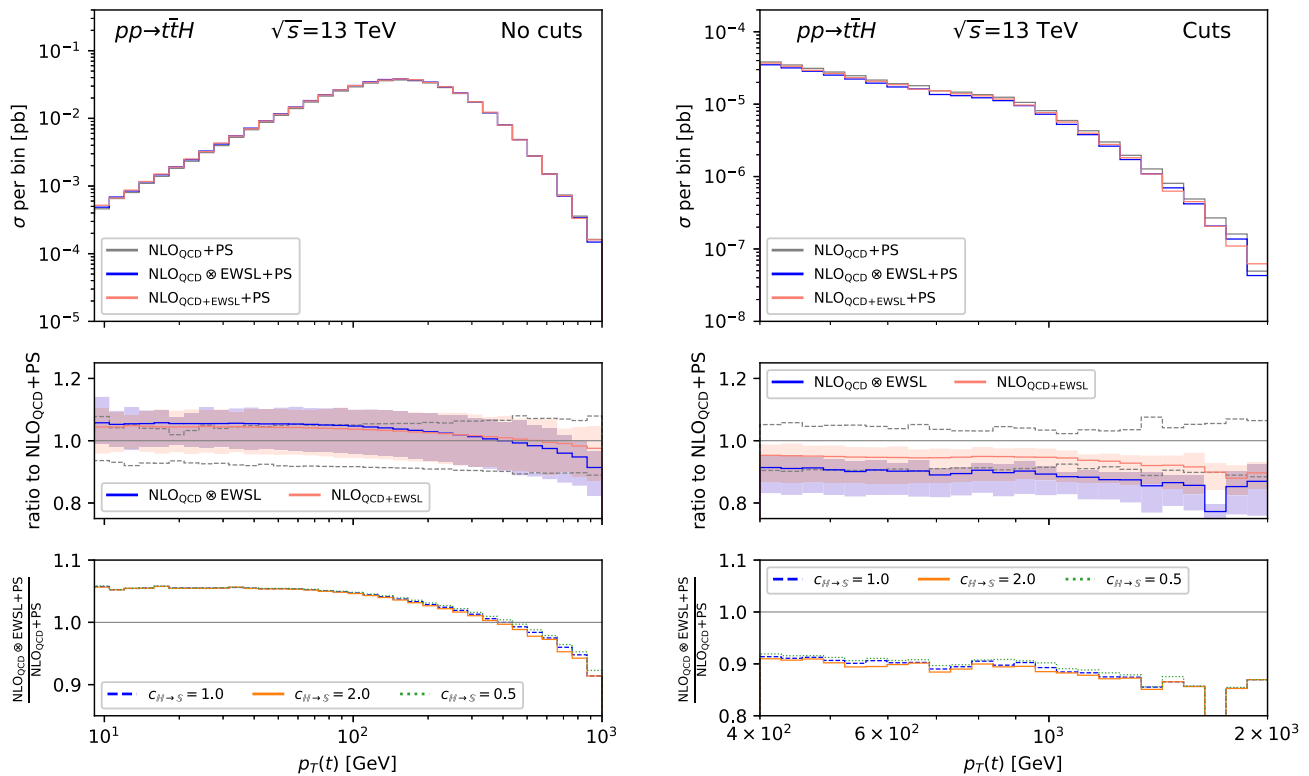 pp→tt̄H √s=13 TeV No cuts
10⁻¹
10⁻²
10⁻³
10⁻⁴
10⁻⁵
σ per bin [pb]
NLO_QCD+PS
NLO_QCD ⊗ EWSL+PS
NLO_QCD+EWSL+PS
1.2
1.0
0.8
ratio to NLO_QCD+PS
NLO_QCD ⊗ EWSL NLO_QCD+EWSL
1.1
1.0
0.9
NLO_QCD ⊗ EWSL+PS
NLO_QCD+PS
c_ℍ→𝕊 = 1.0 c_ℍ→𝕊 = 2.0 c_ℍ→𝕊 = 0.5
10¹ 10² 10³
p_T(t) [GeV]
pp→tt̄H √s=13 TeV Cuts
10⁻⁴
10⁻⁵
10⁻⁶
10⁻⁷
10⁻⁸
σ per bin [pb]
NLO_QCD+PS
NLO_QCD ⊗ EWSL+PS
NLO_QCD+EWSL+PS
1.2
1.0
0.8
ratio to NLO_QCD+PS
NLO_QCD ⊗ EWSL NLO_QCD+EWSL
1.1
1.0
0.9
0.8
NLO_QCD ⊗ EWSL+PS
NLO_QCD+PS
c_ℍ→𝕊 = 1.0 c_ℍ→𝕊 = 2.0 c_ℍ→𝕊 = 0.5
4 × 10² 6 × 10² 10³ 2 × 10³
p_T(t) [GeV]